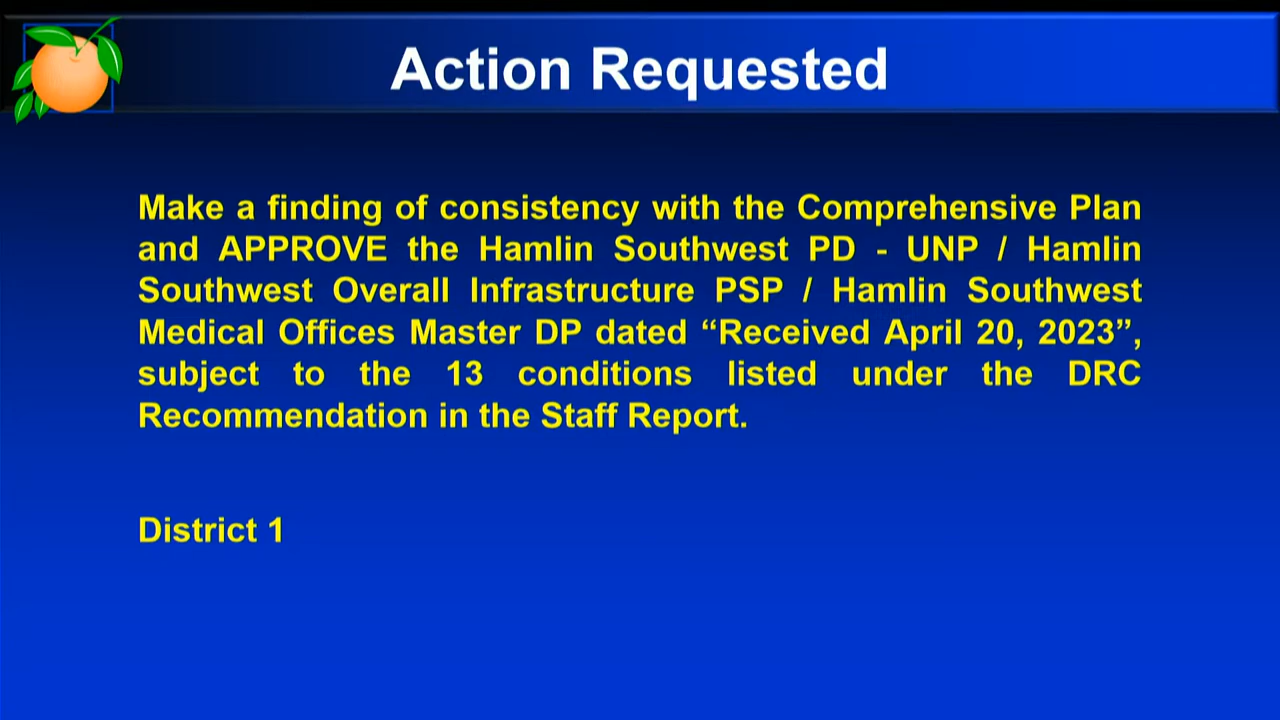 Action Requested
Make a finding of consistency with the Comprehensive Plan
and APPROVE the Hamlin Southwest PD - UNP / Hamlin
Southwest Overall Infrastructure PSP / Hamlin Southwest
Medical Offices Master DP dated “Received April 20, 2023”,
subject to the 13 conditions listed under the DRC
Recommendation in the Staff Report.
District 1